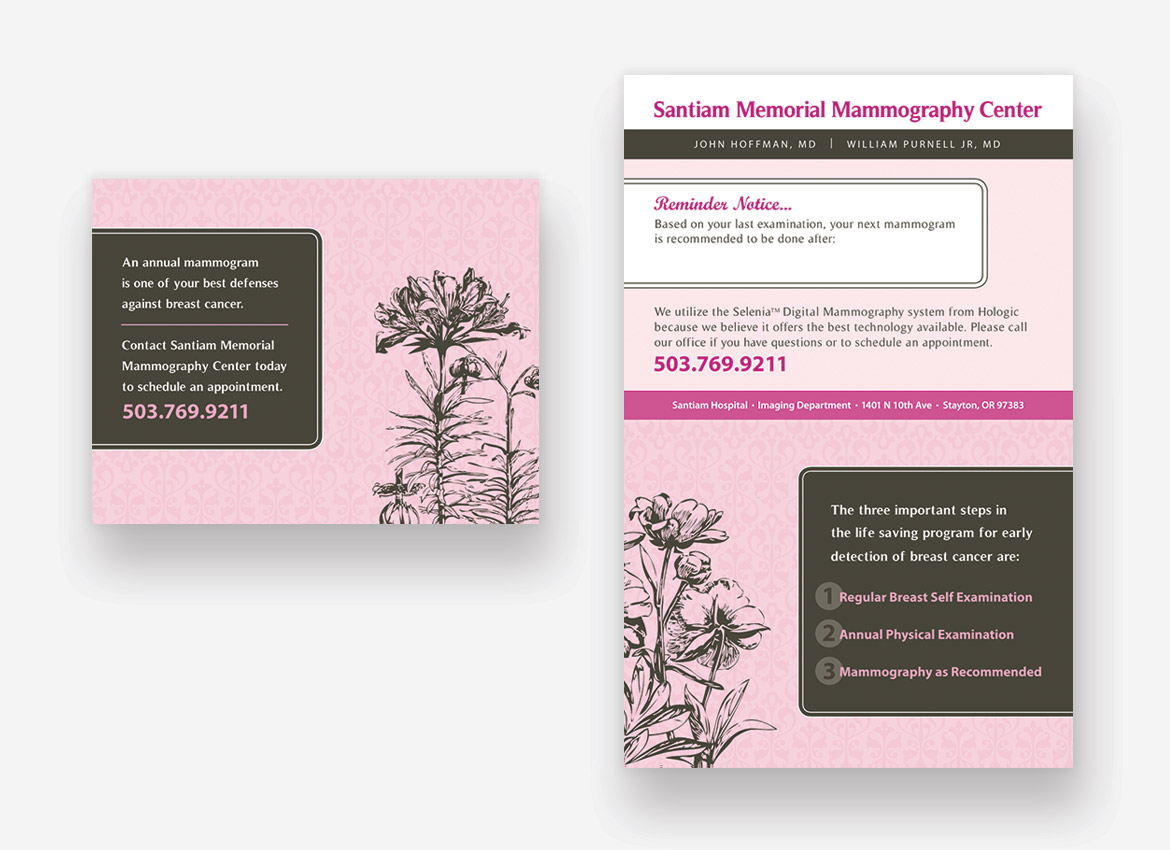 An annual mammogram
is one of your best defenses
against breast cancer.
Contact Santiam Memorial
Mammography Center today
to schedule an appointment.
503.769.9211
Santiam Memorial Mammography Center
JOHN HOFFMAN, MD | WILLIAM PURNELL JR, MD
Reminder Notice...
Based on your last examination, your next mammogram
is recommended to be done after:
We utilize the Selenia™ Digital Mammography system from Hologic
because we believe it offers the best technology available. Please call
our office if you have questions or to schedule an appointment.
503.769.9211
Santiam Hospital • Imaging Department • 1401 N 10th Ave • Stayton, OR 97383
The three important steps in
the life saving program for early
detection of breast cancer are:
1 Regular Breast Self Examination
2 Annual Physical Examination
3 Mammography as Recommended